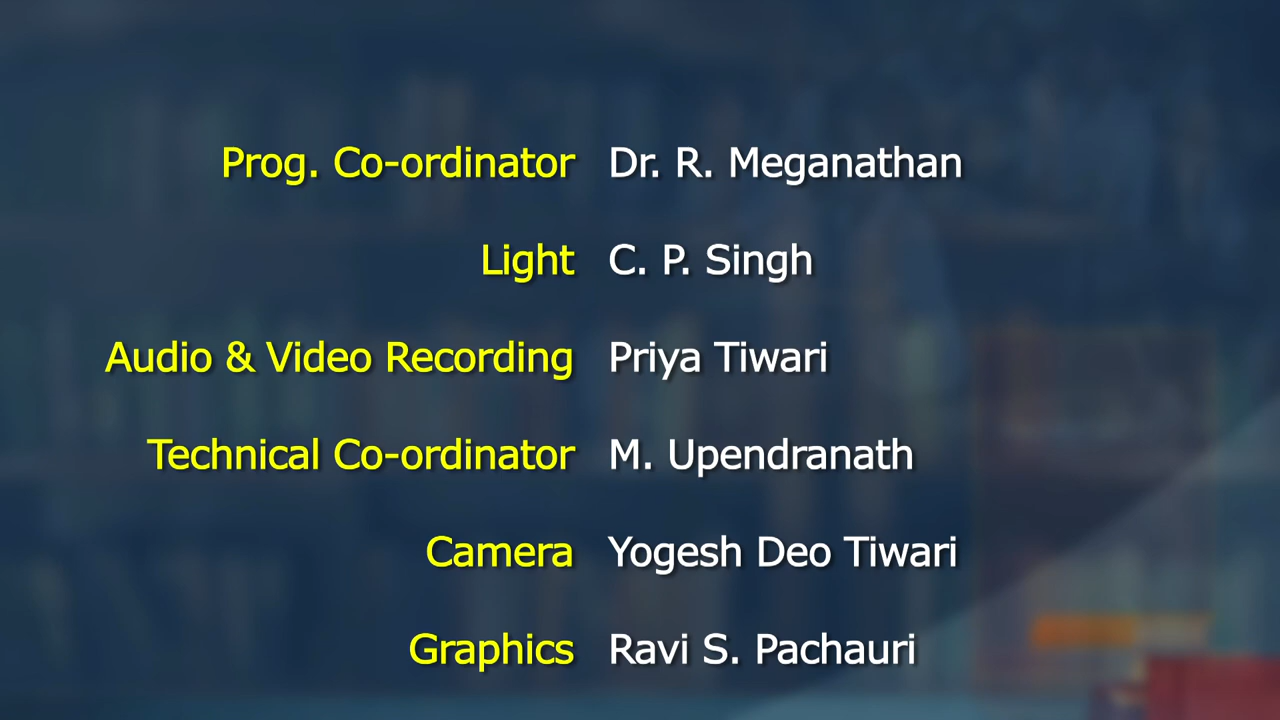 Prog. Co-ordinator Dr. R. Meganathan
Light C. P. Singh
Audio & Video Recording Priya Tiwari
Technical Co-ordinator M. Upendranath
Camera Yogesh Deo Tiwari
Graphics Ravi S. Pachauri